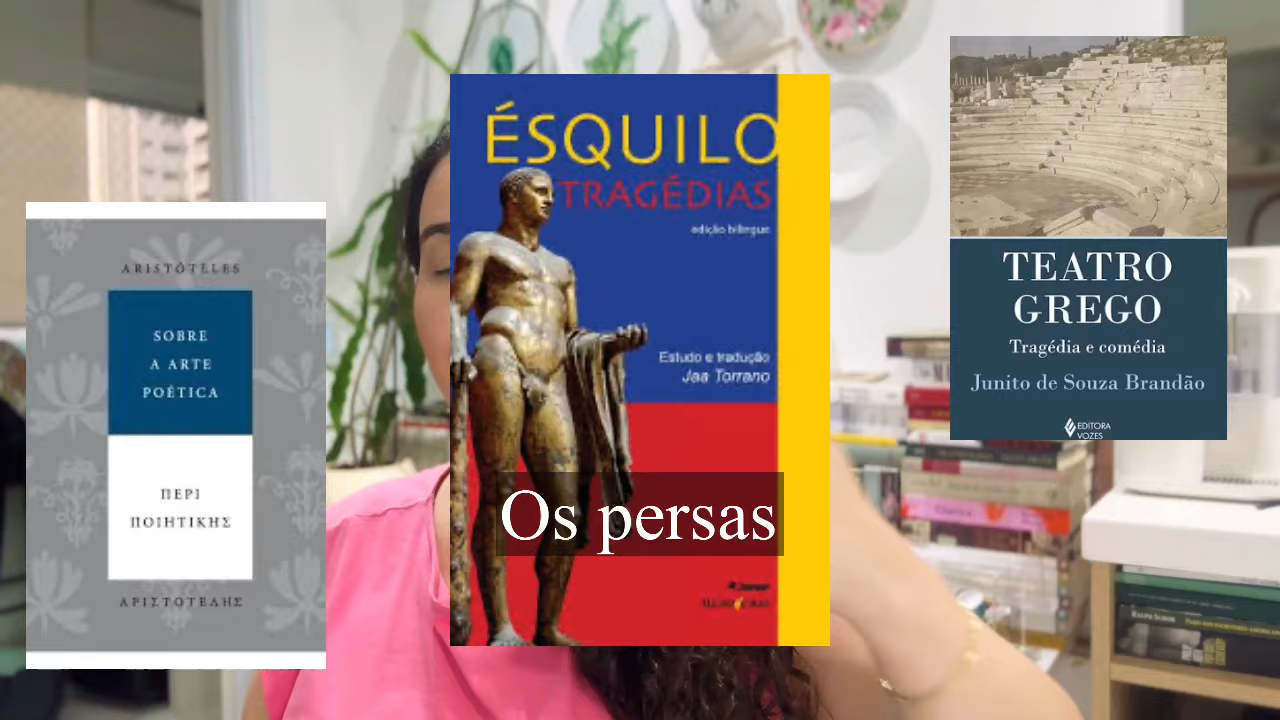 ARISTÓTELES
SOBRE
A ARTE
POÉTICA
ΠΕΡΙ
ΠΟΙΗΤΙΚΗΣ
ΑΡΙΣΤΟΤΕΛΗΣ
ÉSQUILO
TRAGÉDIAS
edição bilíngue
Estudo e tradução
Jaa Torrano
Os persas
TEATRO
GREGO
Tragédia e comédia
Junito de Souza Brandão
EDITORA
VOZES